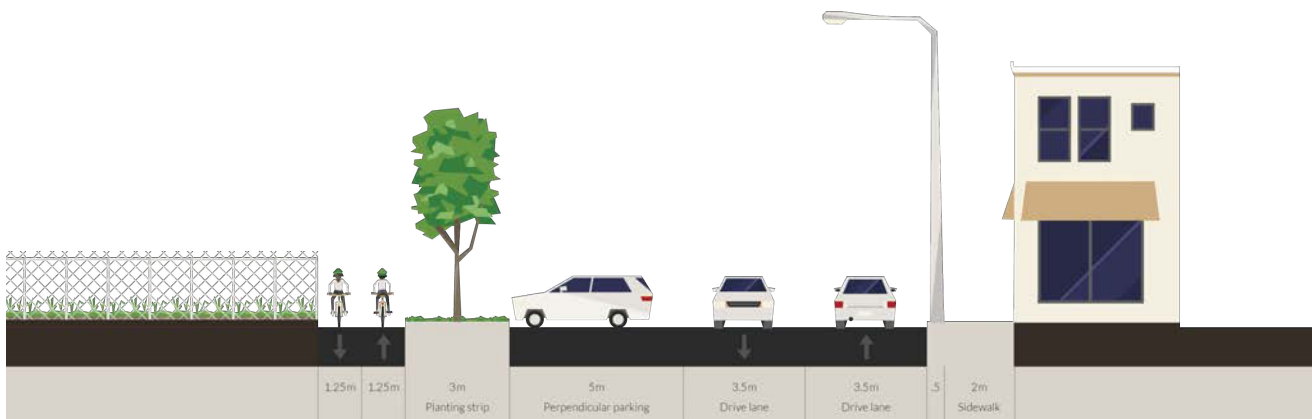 1.25m 1.25m 3m 5m 3.5m 3.5m .5 2m
Planting strip Perpendicular parking Drive lane Drive lane Sidewalk